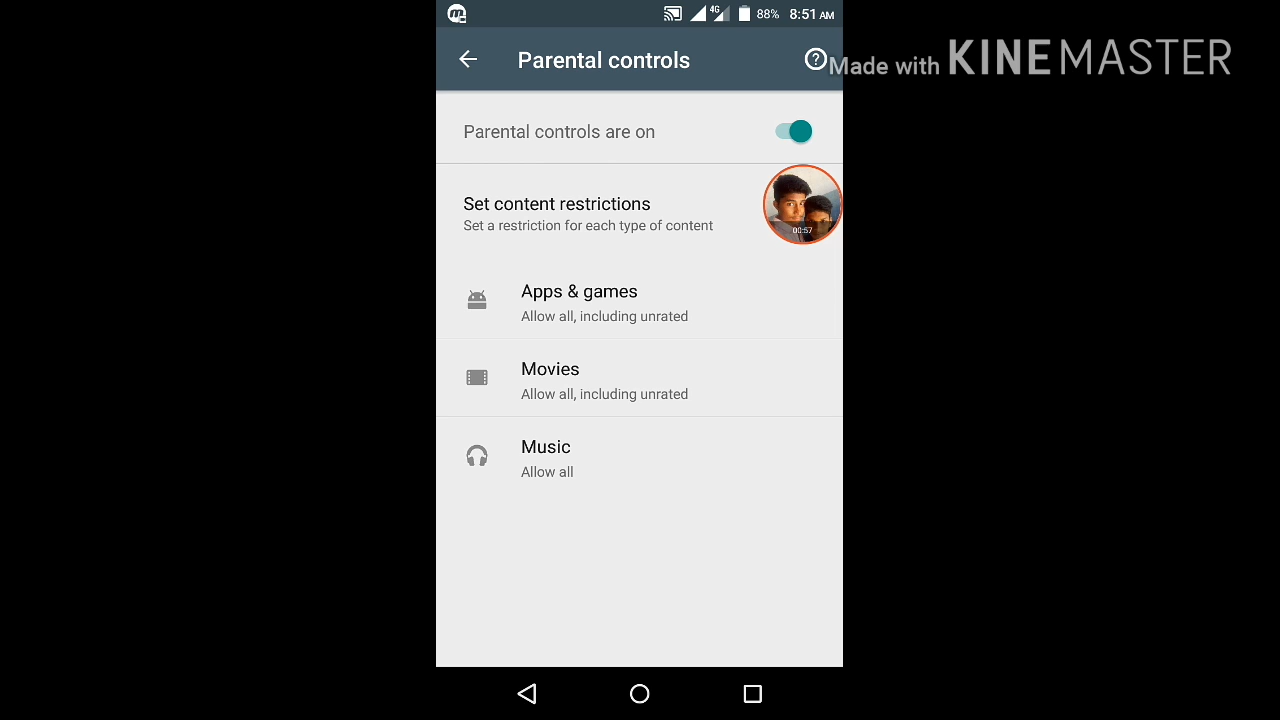 4G 88% 8:51 AM
Parental controls
Made with KINEMASTER
Parental controls are on
Set content restrictions
Set a restriction for each type of content
00:57
Apps & games
Allow all, including unrated
Movies
Allow all, including unrated
Music
Allow all